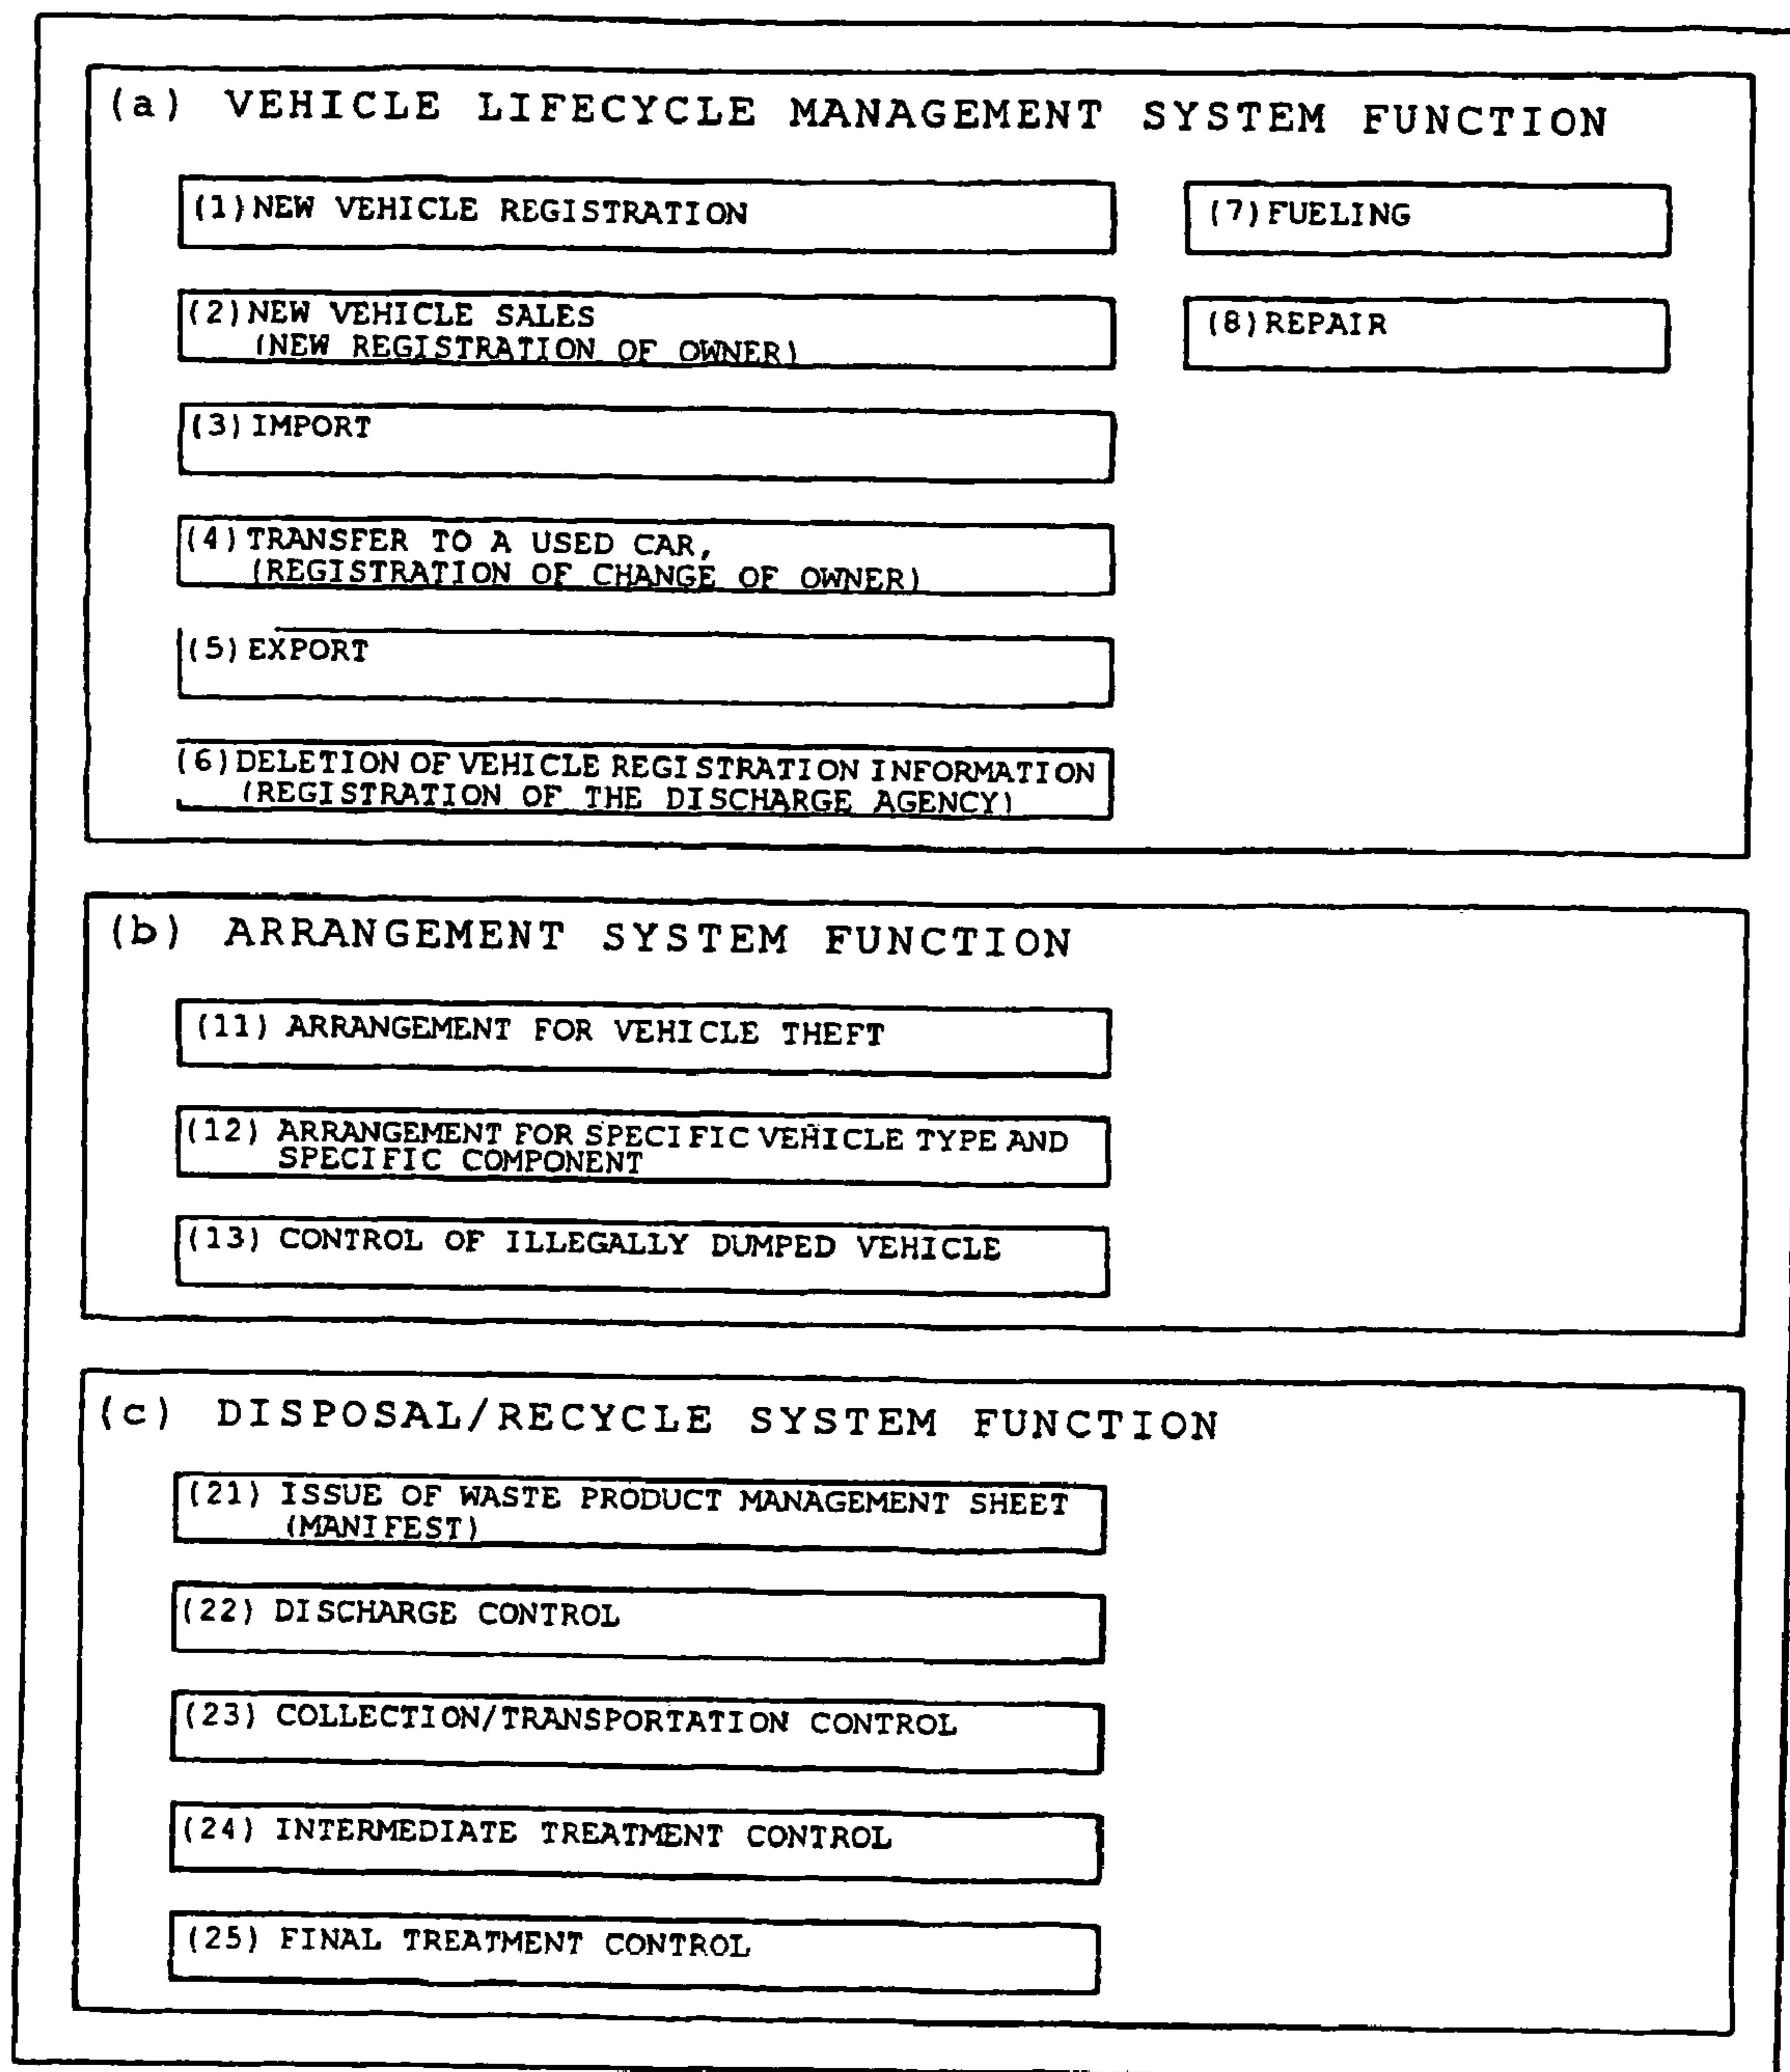 (a) VEHICLE LIFECYCLE MANAGEMENT SYSTEM FUNCTION
(1) NEW VEHICLE REGISTRATION
(2) NEW VEHICLE SALES
(NEW REGISTRATION OF OWNER)
(3) IMPORT
(4) TRANSFER TO A USED CAR,
(REGISTRATION OF CHANGE OF OWNER)
(5) EXPORT
(6) DELETION OF VEHICLE REGISTRATION INFORMATION
(REGISTRATION OF THE DISCHARGE AGENCY)
(7) FUELING
(8) REPAIR
(b) ARRANGEMENT SYSTEM FUNCTION
(11) ARRANGEMENT FOR VEHICLE THEFT
(12) ARRANGEMENT FOR SPECIFIC VEHICLE TYPE AND
SPECIFIC COMPONENT
(13) CONTROL OF ILLEGALLY DUMPED VEHICLE
(c) DISPOSAL/RECYCLE SYSTEM FUNCTION
(21) ISSUE OF WASTE PRODUCT MANAGEMENT SHEET
(MANIFEST)
(22) DISCHARGE CONTROL
(23) COLLECTION/TRANSPORTATION CONTROL
(24) INTERMEDIATE TREATMENT CONTROL
(25) FINAL TREATMENT CONTROL